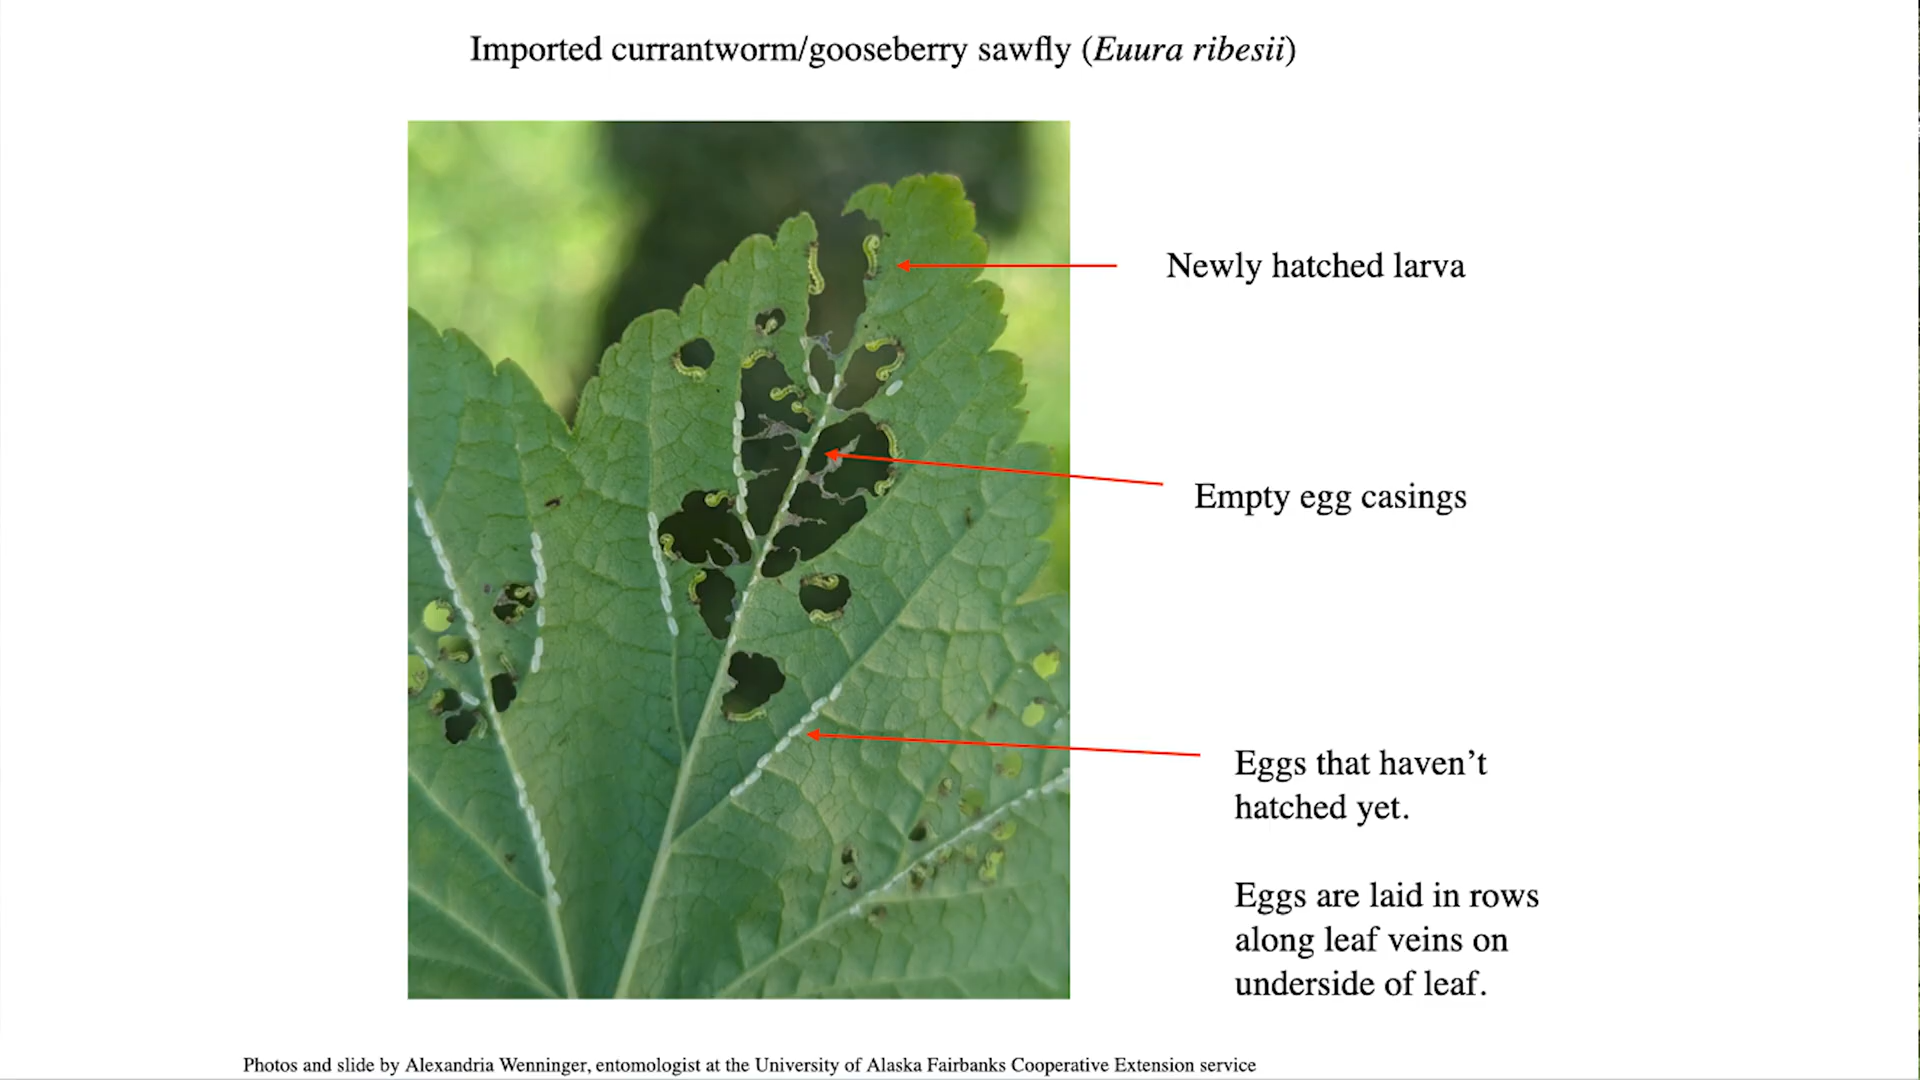 Imported currantworm/gooseberry sawfly (Euura ribesii)
Newly hatched larva
Empty egg casings
Eggs that haven’t
hatched yet.
Eggs are laid in rows
along leaf veins on
underside of leaf.
Photos and slide by Alexandria Wenninger, entomologist at the University of Alaska Fairbanks Cooperative Extension service